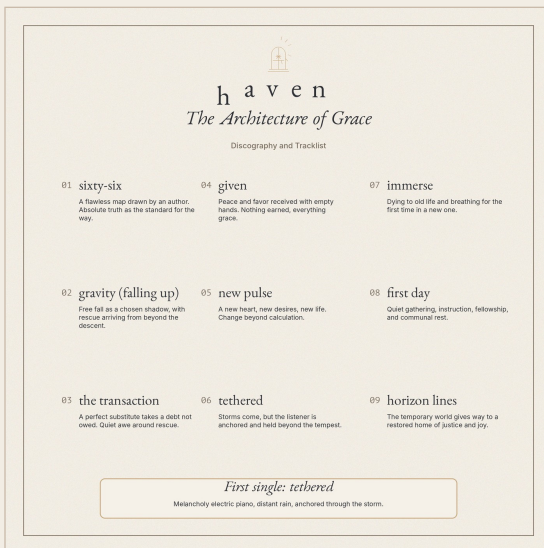 haven
The Architecture of Grace
Discography and Tracklist
01 sixty-six
A flawless map drawn by an author.
Absolute truth as the standard for the
way.
02 gravity (falling up)
Free fall as a chosen shadow, with
rescue arriving from beyond the
descent.
03 the transaction
A perfect substitute takes a debt not
owed. Quiet awe around rescue.
04 given
Peace and favor received with empty
hands. Nothing earned, everything
grace.
05 new pulse
A new heart, new desires, new life.
Change beyond calculation.
06 tethered
Storms come, but the listener is
anchored and held beyond the tempest.
07 immerse
Dying to old life and breathing for the
first time in a new one.
08 first day
Quiet gathering, instruction, fellowship,
and communal rest.
09 horizon lines
The temporary world gives way to a
restored home of justice and joy.
First single: tethered
Melancholy electric piano, distant rain, anchored through the storm.